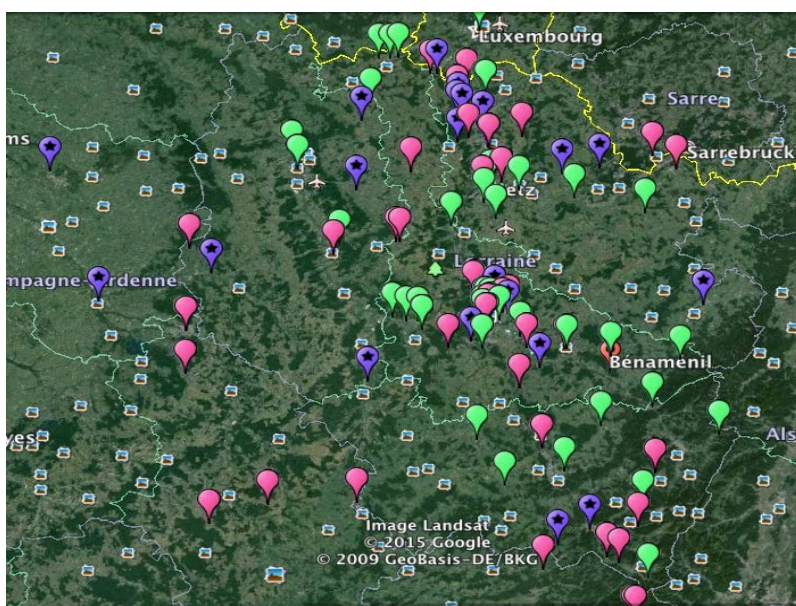 Luxembourg
Sarre
ms
Sarrebruck
etz
Lorraine
mpagne-Ardenne
Bénaménil
Als
yes
Image Landsat
© 2015 Google
© 2009 GeoBasis-DE/BKG